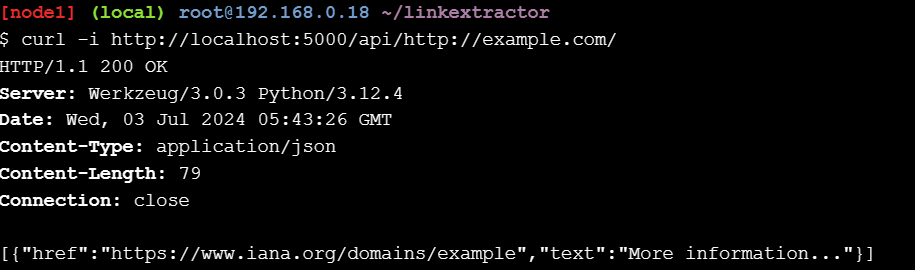 [node1] (local) root@192.168.0.18 ~/linkextractor
$ curl -i http://localhost:5000/api/http://example.com/
HTTP/1.1 200 OK
Server: Werkzeug/3.0.3 Python/3.12.4
Date: Wed, 03 Jul 2024 05:43:26 GMT
Content-Type: application/json
Content-Length: 79
Connection: close
[{"href":"https://www.iana.org/domains/example","text":"More information..."}]